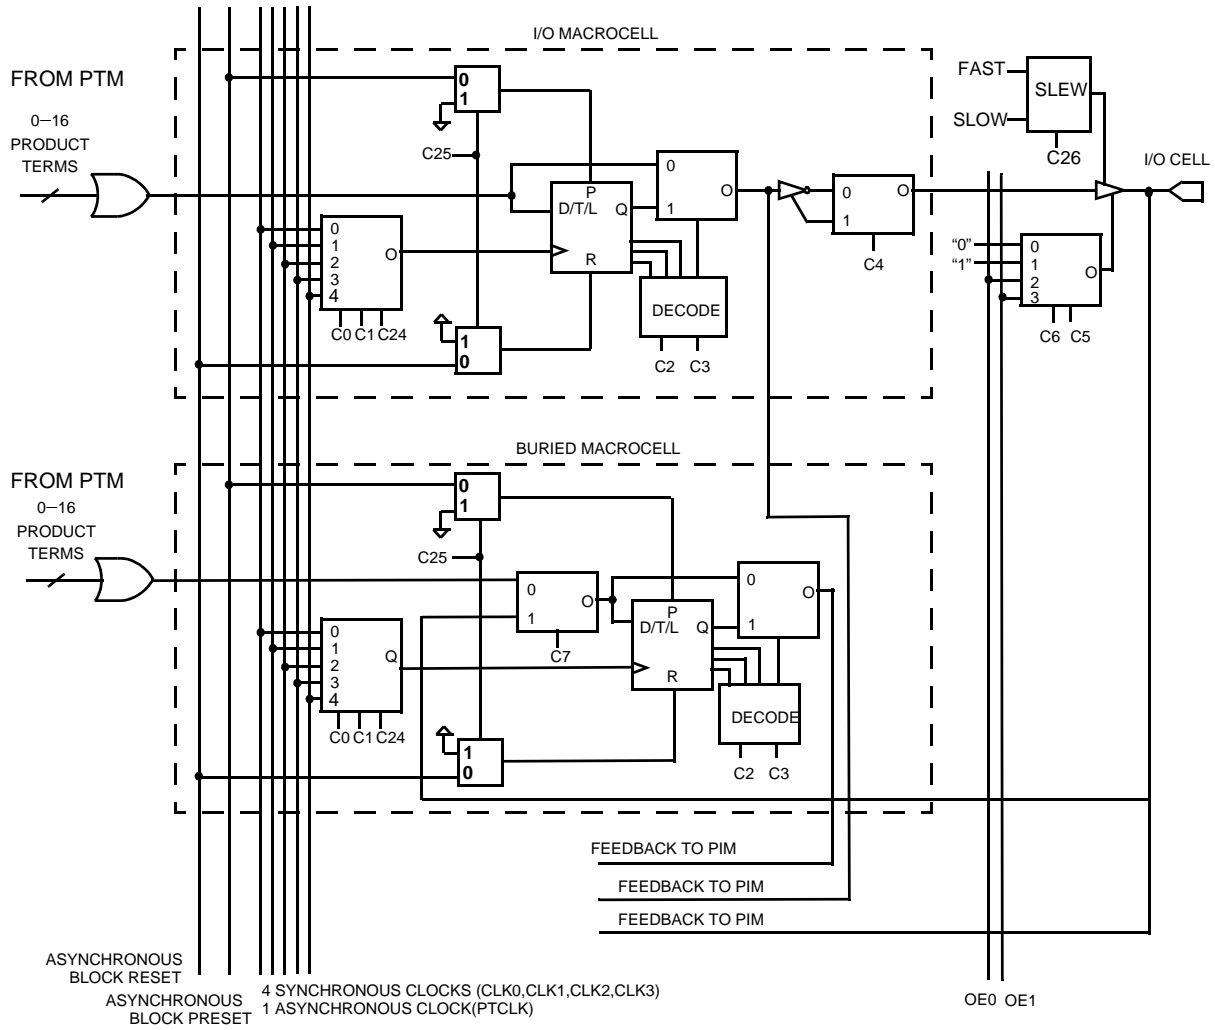 I/O MACROCELL
FROM PTM
0−16
PRODUCT
TERMS
0
1
C25
FAST
SLOW
SLEW
C26
I/O CELL
0
1
O
P
D/T/L
Q
R
0
1
2
3
4
O
C0 C1 C24
0
1
O
C4
DECODE
C2 C3
1
0
“0”
“1”
0
1
2
3
O
C6 C5
BURIED MACROCELL
FROM PTM
0−16
PRODUCT
TERMS
0
1
C25
0
1
O
C7
0
1
O
P
D/T/L
Q
R
0
1
2
3
4
Q
C0 C1 C24
DECODE
C2 C3
1
0
FEEDBACK TO PIM
FEEDBACK TO PIM
FEEDBACK TO PIM
ASYNCHRONOUS
BLOCK RESET
ASYNCHRONOUS
BLOCK PRESET
4 SYNCHRONOUS CLOCKS (CLK0,CLK1,CLK2,CLK3)
1 ASYNCHRONOUS CLOCK(PTCLK)
OE0 OE1